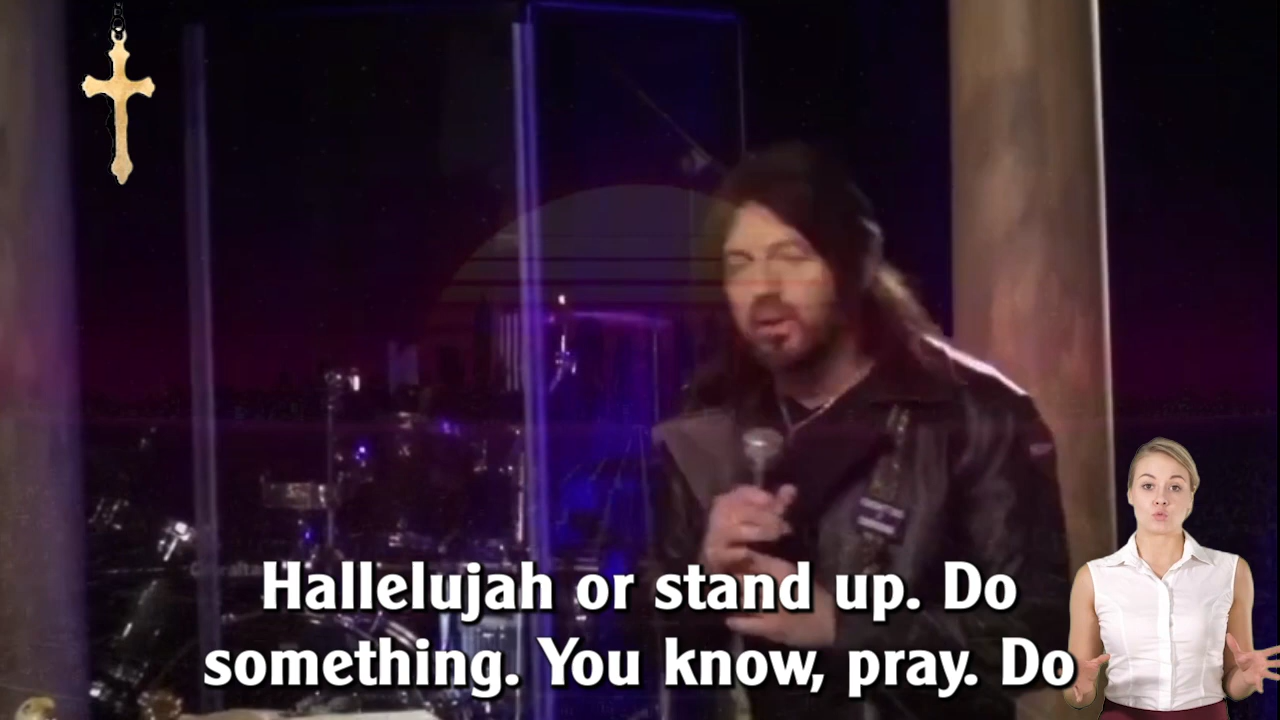 Hallelujah or stand up. Do
something. You know, pray. Do